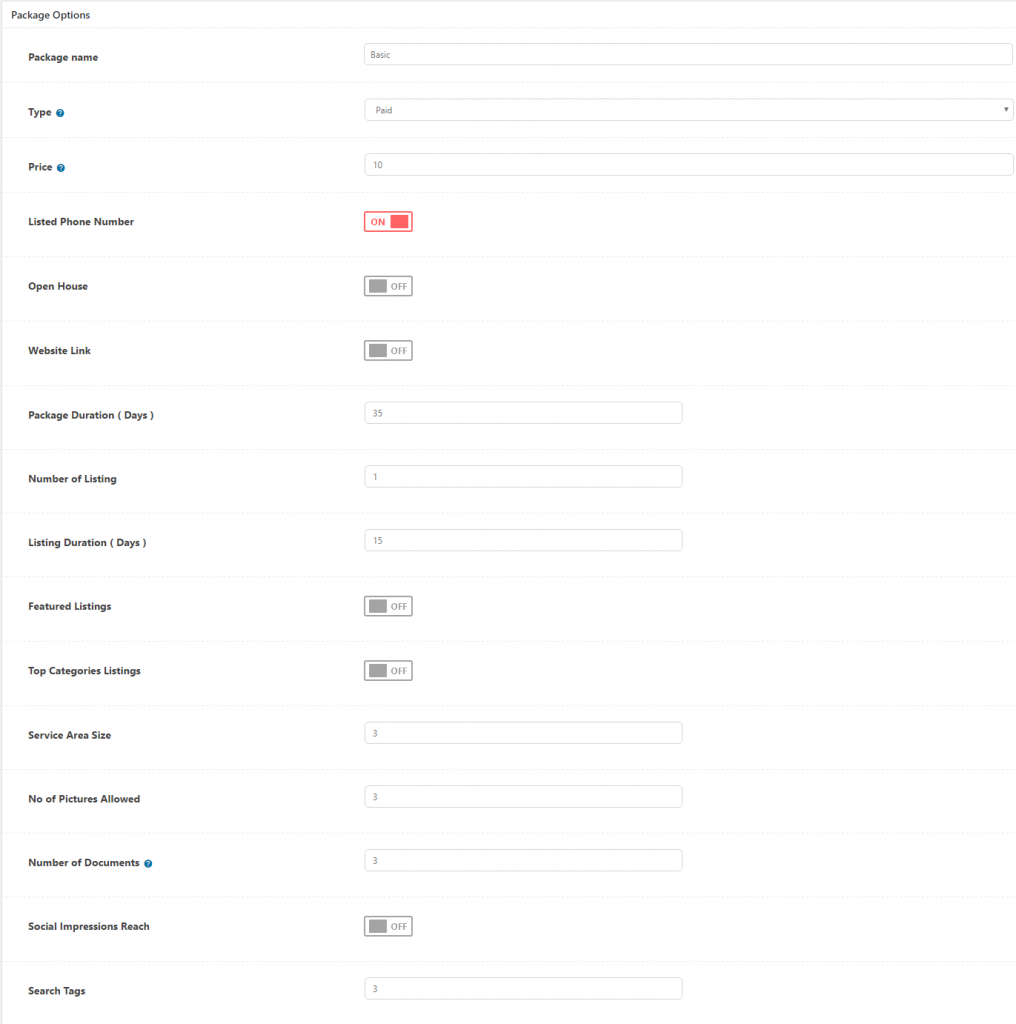 Package Options
Package name Basic
Type ? Paid
Price ? 10
Listed Phone Number ON
Open House OFF
Website Link OFF
Package Duration ( Days ) 35
Number of Listing 1
Listing Duration ( Days ) 15
Featured Listings OFF
Top Categories Listings OFF
Service Area Size 3
No of Pictures Allowed 3
Number of Documents ? 3
Social Impressions Reach OFF
Search Tags 3